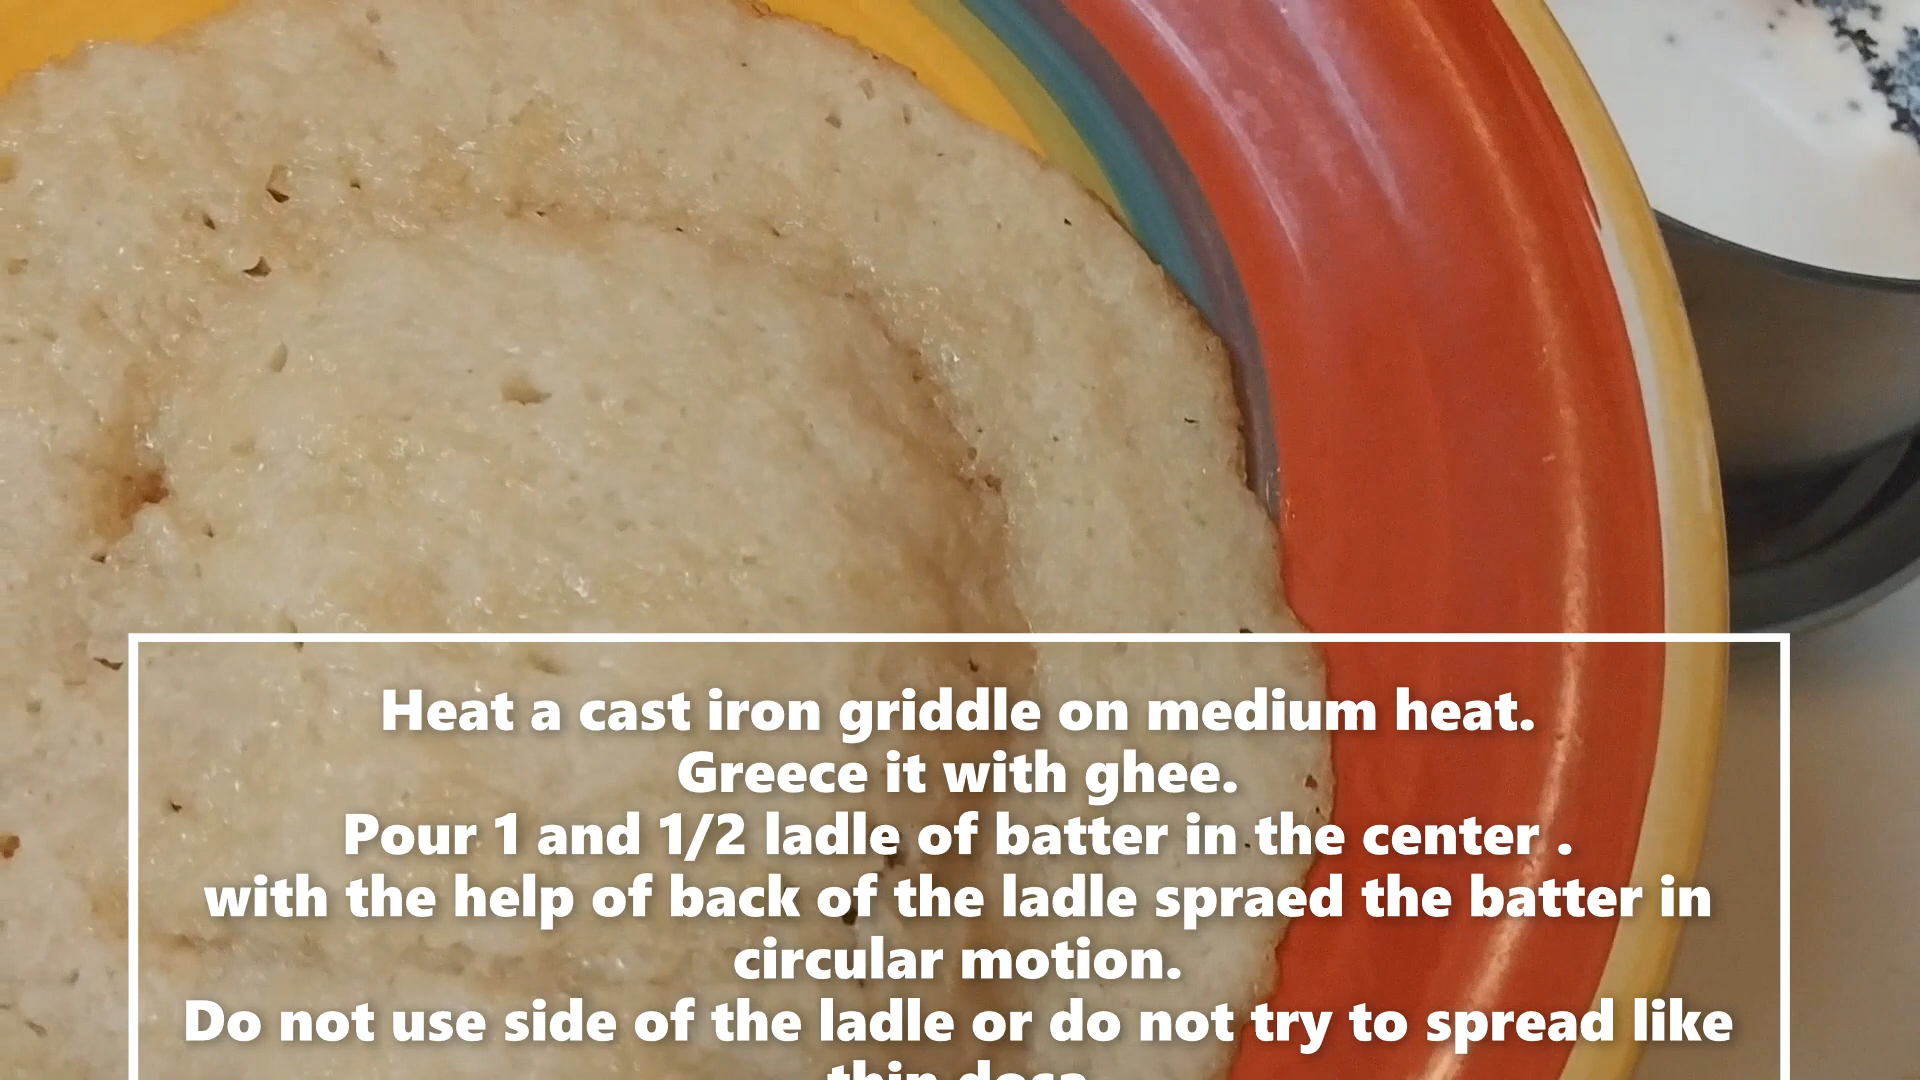 Heat a cast iron griddle on medium heat.
Greece it with ghee.
Pour 1 and 1/2 ladle of batter in the center .
with the help of back of the ladle spraed the batter in
circular motion.
Do not use side of the ladle or do not try to spread like
thin dosa